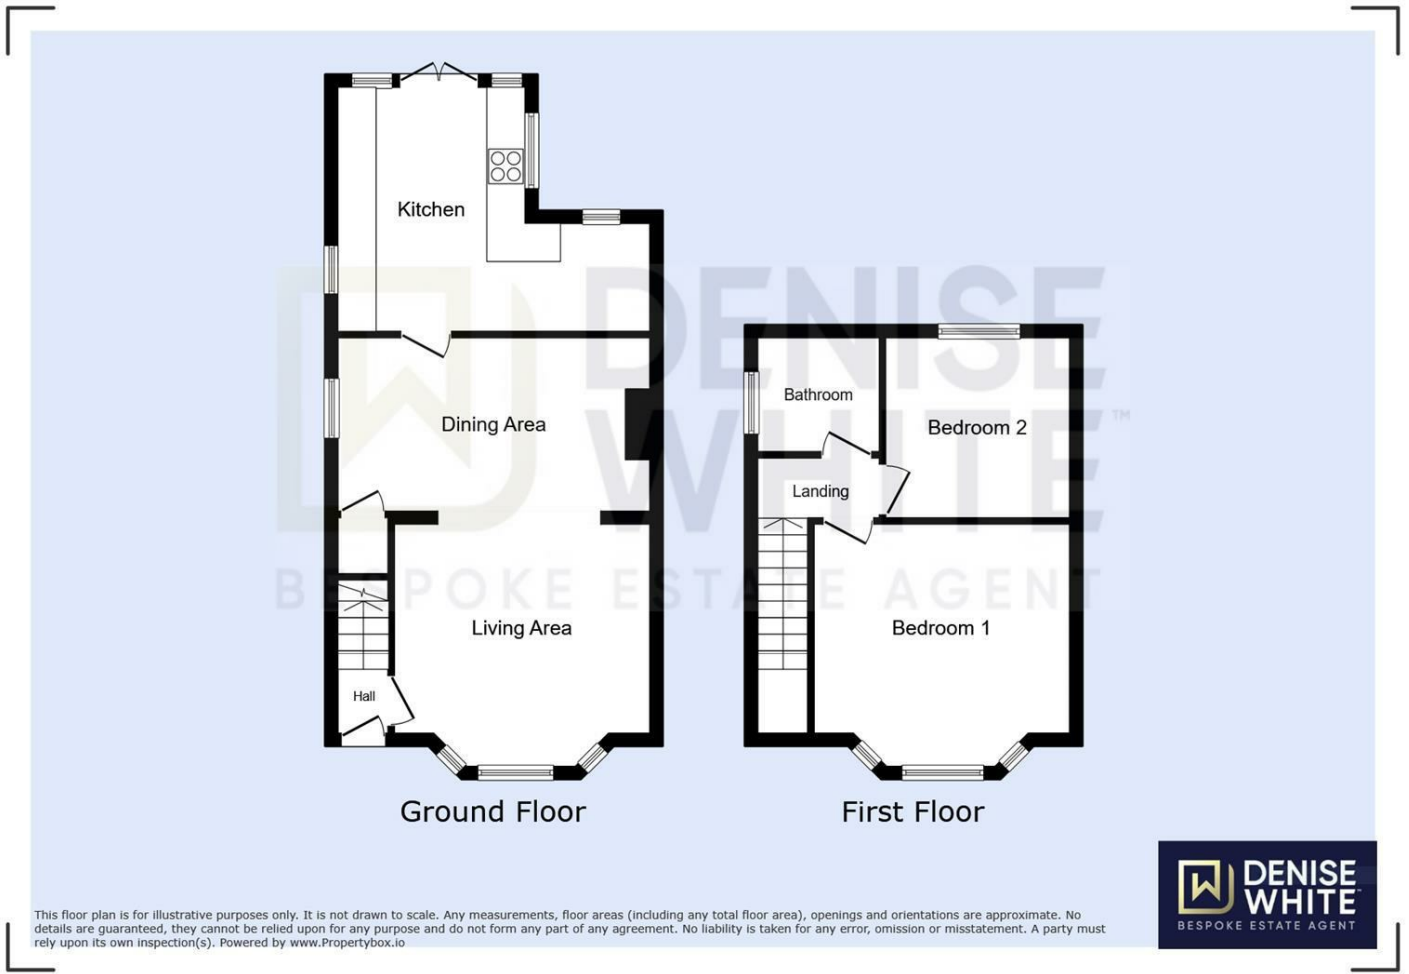 Kitchen
Dining Area
Living Area
Hall
Bathroom
Bedroom 2
Landing
Bedroom 1
DENISE
WHITE™
BESPOKE ESTATE AGENT
Ground Floor
First Floor
DENISE
WHITE™
BESPOKE ESTATE AGENT
This floor plan is for illustrative purposes only. It is not drawn to scale. Any measurements, floor areas (including any total floor area), openings and orientations are approximate. No
details are guaranteed, they cannot be relied upon for any purpose and do not form any part of any agreement. No liability is taken for any error, omission or misstatement. A party must
rely upon its own inspection(s). Powered by www.Propertybox.io